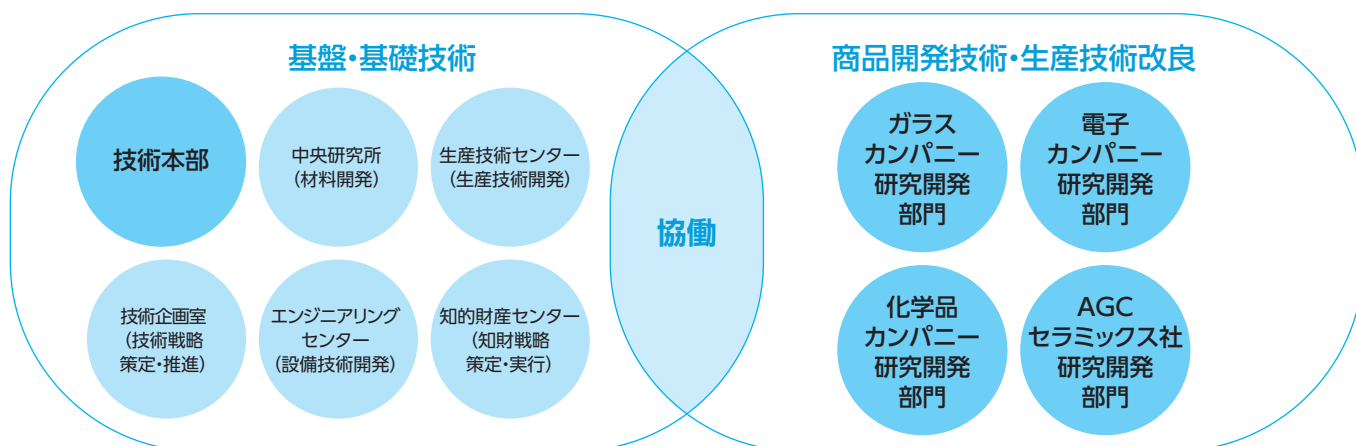 基盤・基礎技術
技術本部
中央研究所
(材料開発)
生産技術センター
(生産技術開発)
技術企画室
(技術戦略
策定・推進)
エンジニアリング
センター
(設備技術開発)
知的財産センター
(知財戦略
策定・実行)
協働
商品開発技術・生産技術改良
ガラス
カンパニー
研究開発
部門
電子
カンパニー
研究開発
部門
化学品
カンパニー
研究開発
部門
AGC
セラミックス社
研究開発
部門